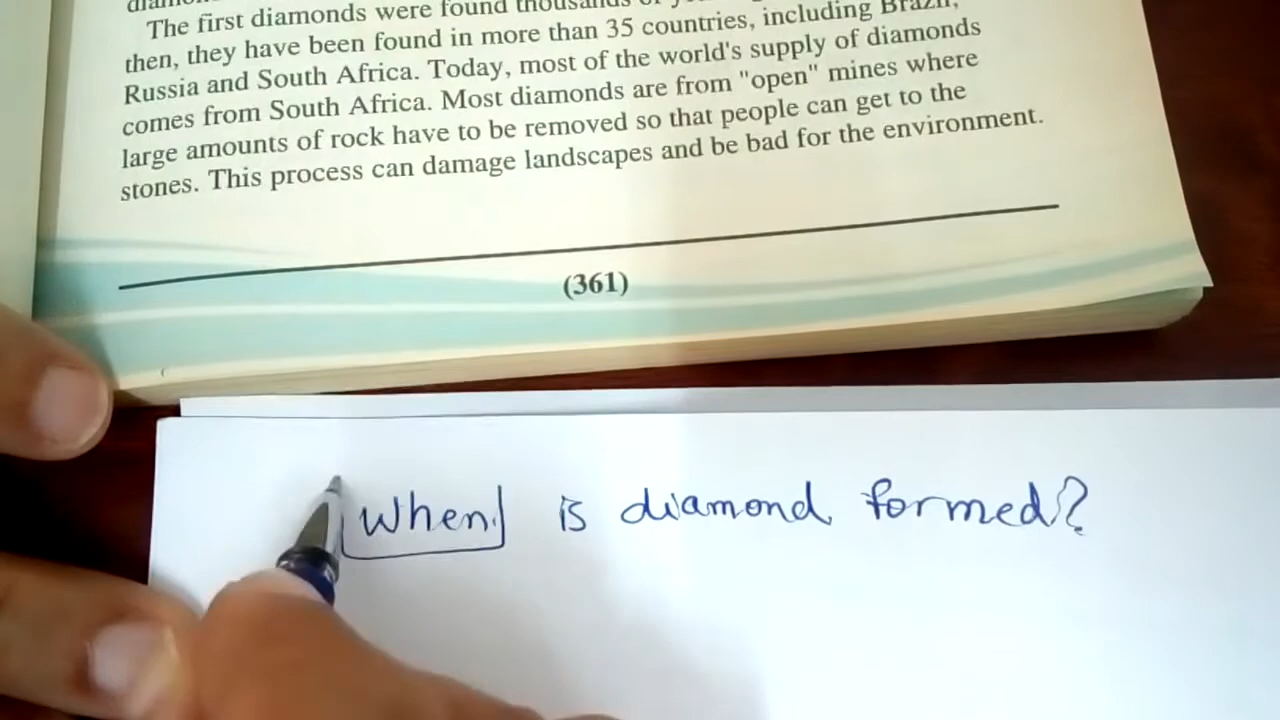 The first diamonds were found thousands of
then, they have been found in more than 35 countries, including Brazil,
Russia and South Africa. Today, most of the world's supply of diamonds
comes from South Africa. Most diamonds are from "open" mines where
large amounts of rock have to be removed so that people can get to the
stones. This process can damage landscapes and be bad for the environment.
(361)
When is diamond formed?